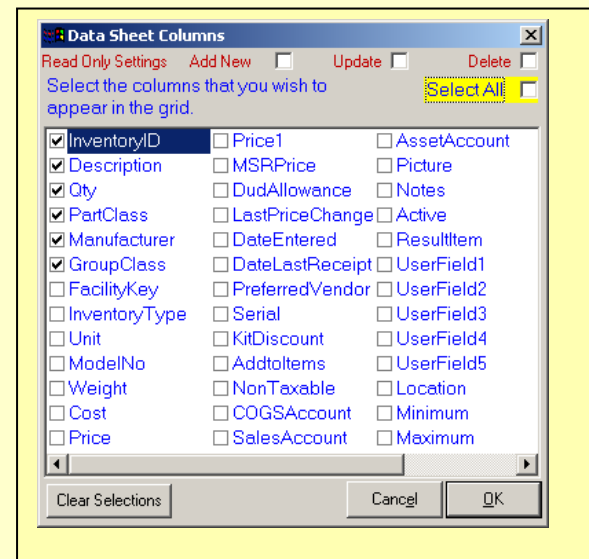 Data Sheet Columns
Read Only Settings Add New Update Delete
Select the columns that you wish to
appear in the grid.
Select All
InventoryID Price1 AssetAccount
Description MSRPrice Picture
Qty DudAllowance Notes
PartClass LastPriceChange Active
Manufacturer DateEntered ResultItem
GroupClass DateLastReceipt UserField1
FacilityKey PreferredVendor UserField2
InventoryType Serial UserField3
Unit KitDiscount UserField4
ModelNo AddtoItems UserField5
Weight NonTaxable Location
Cost COGSAccount Minimum
Price SalesAccount Maximum
Clear Selections Cancel OK